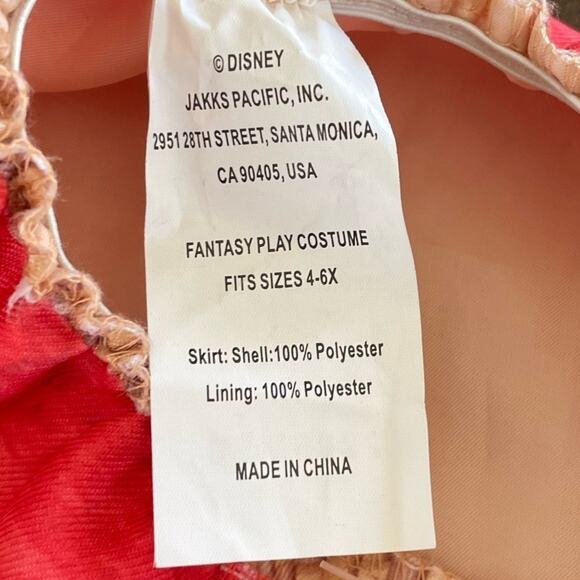 © DISNEY
JAKKS PACIFIC, INC.
2951 28TH STREET, SANTA MONICA,
CA 90405, USA
FANTASY PLAY COSTUME
FITS SIZES 4-6X
Skirt: Shell:100% Polyester
Lining: 100% Polyester
MADE IN CHINA